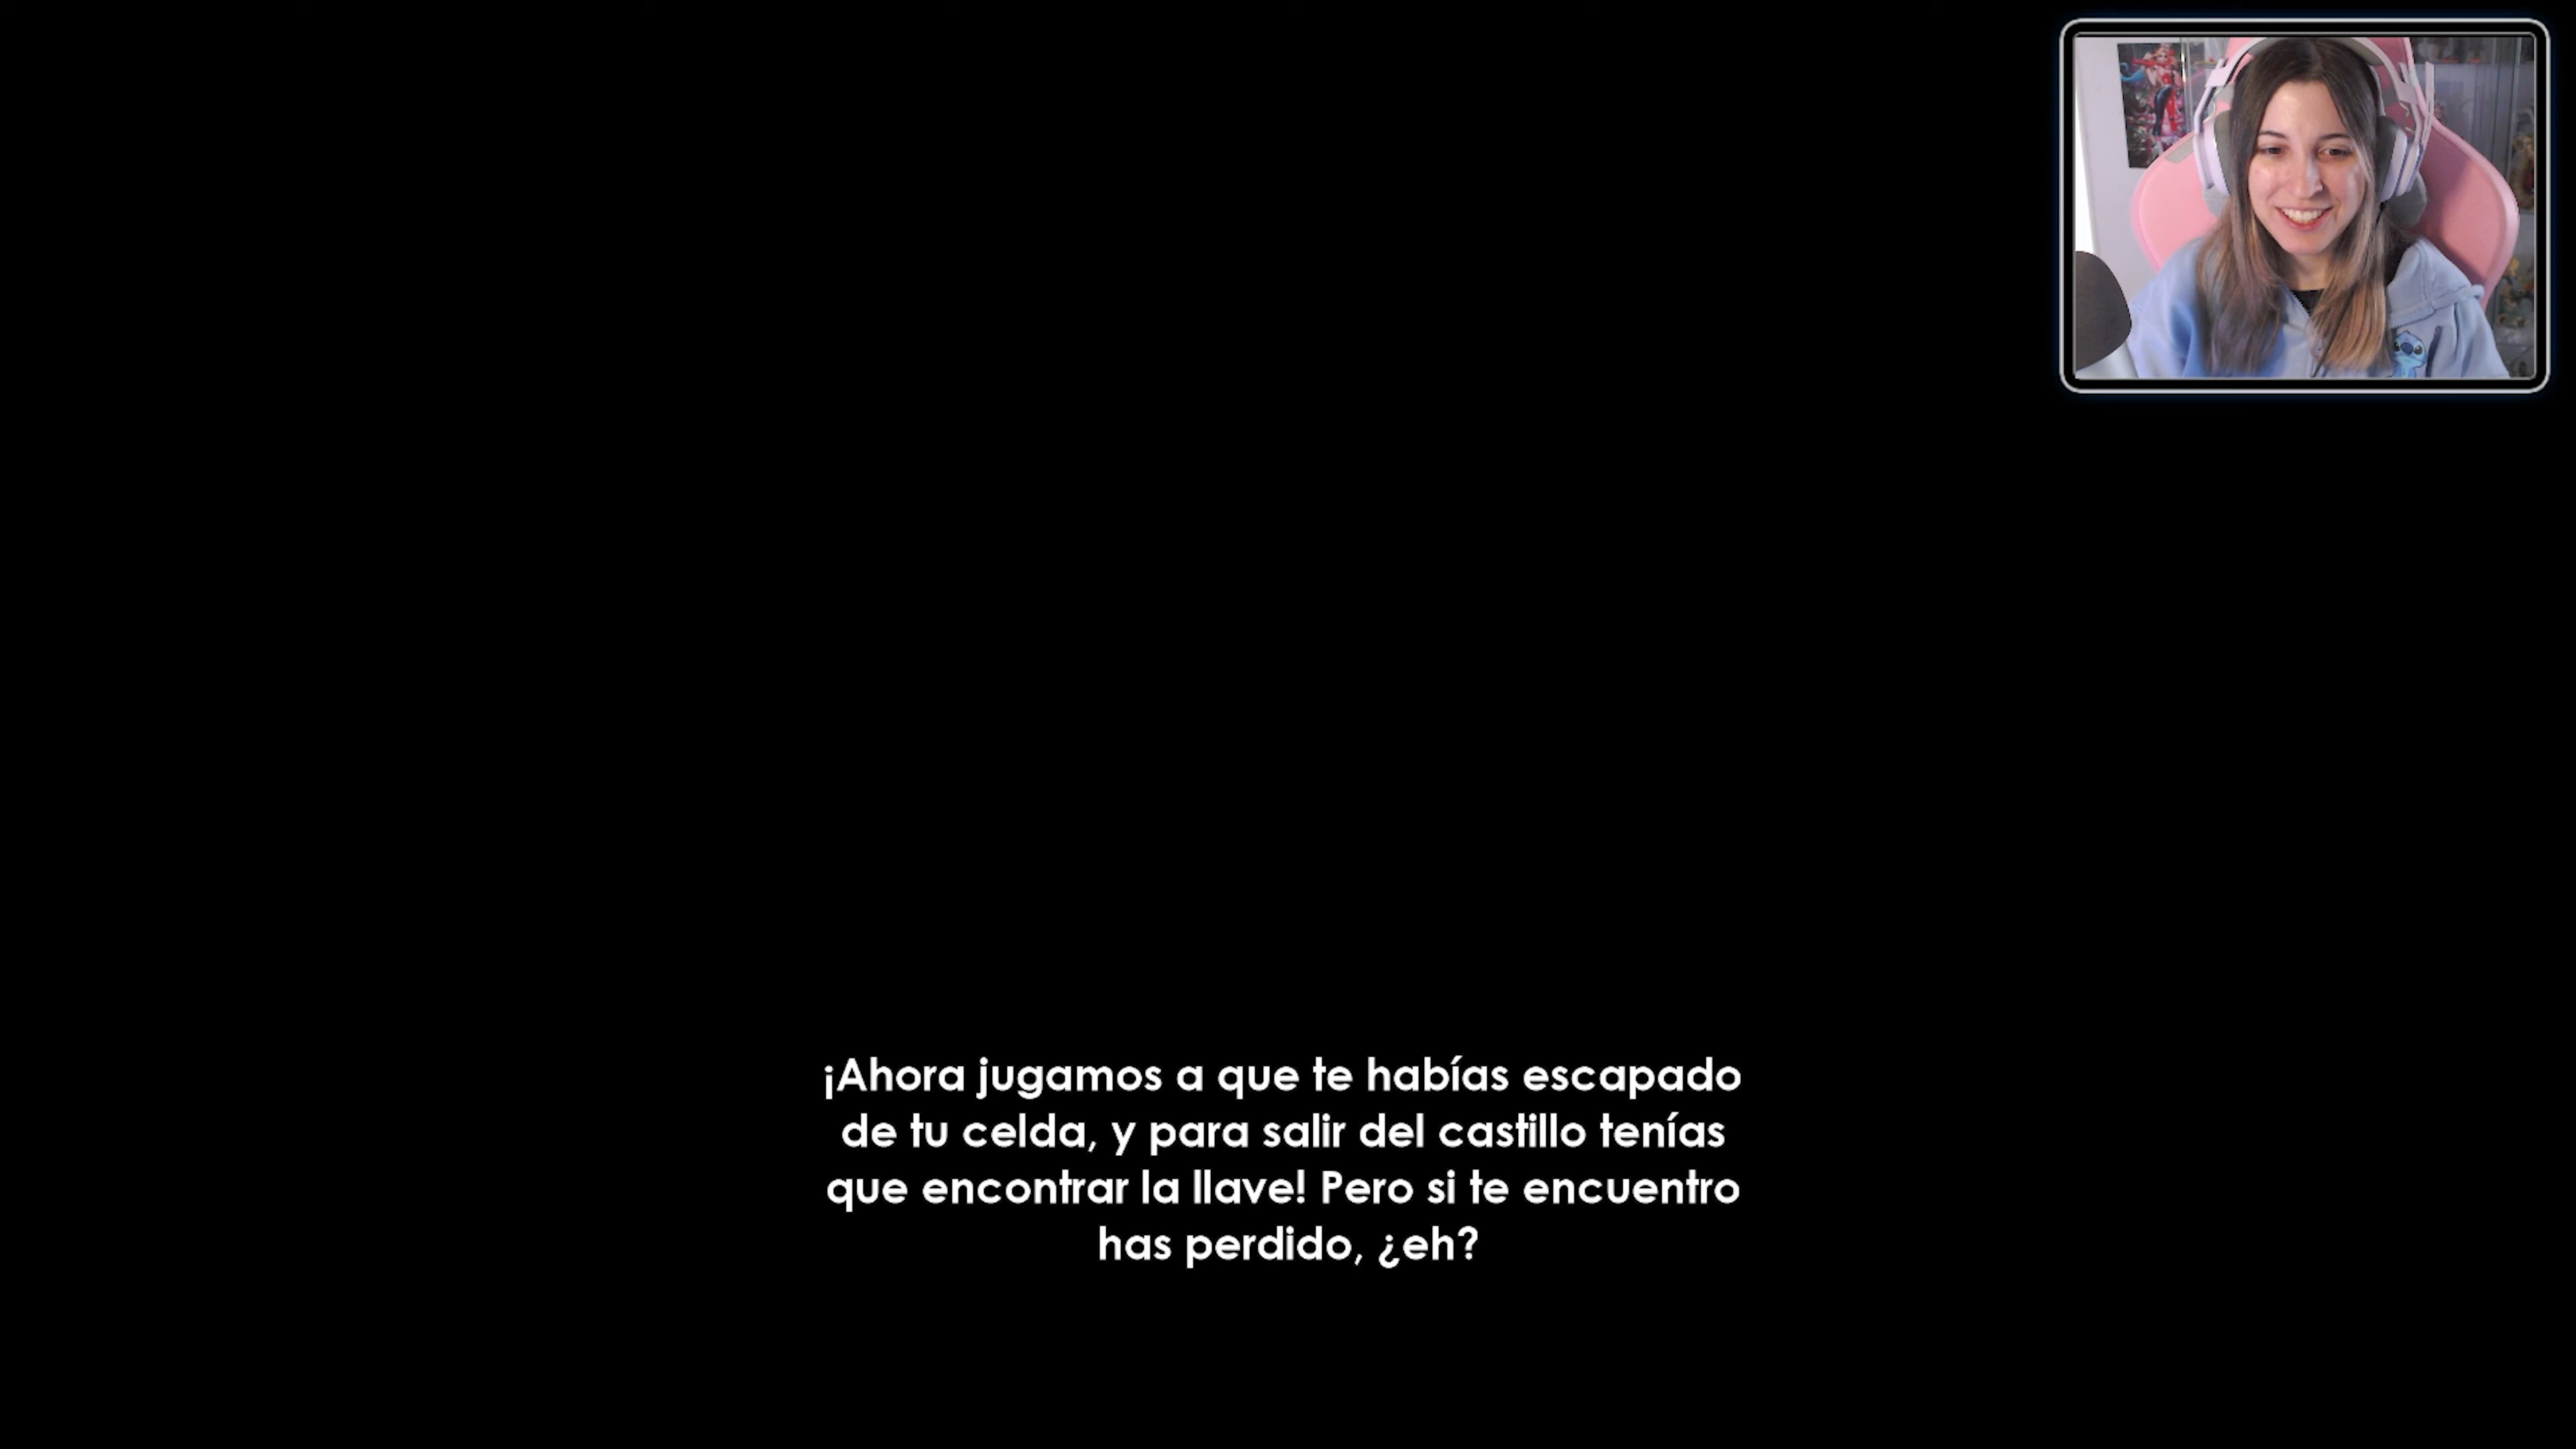 ¡Ahora jugamos a que te habías escapado
de tu celda, y para salir del castillo tenías
que encontrar la llave! Pero si te encuentro
has perdido, ¿eh?